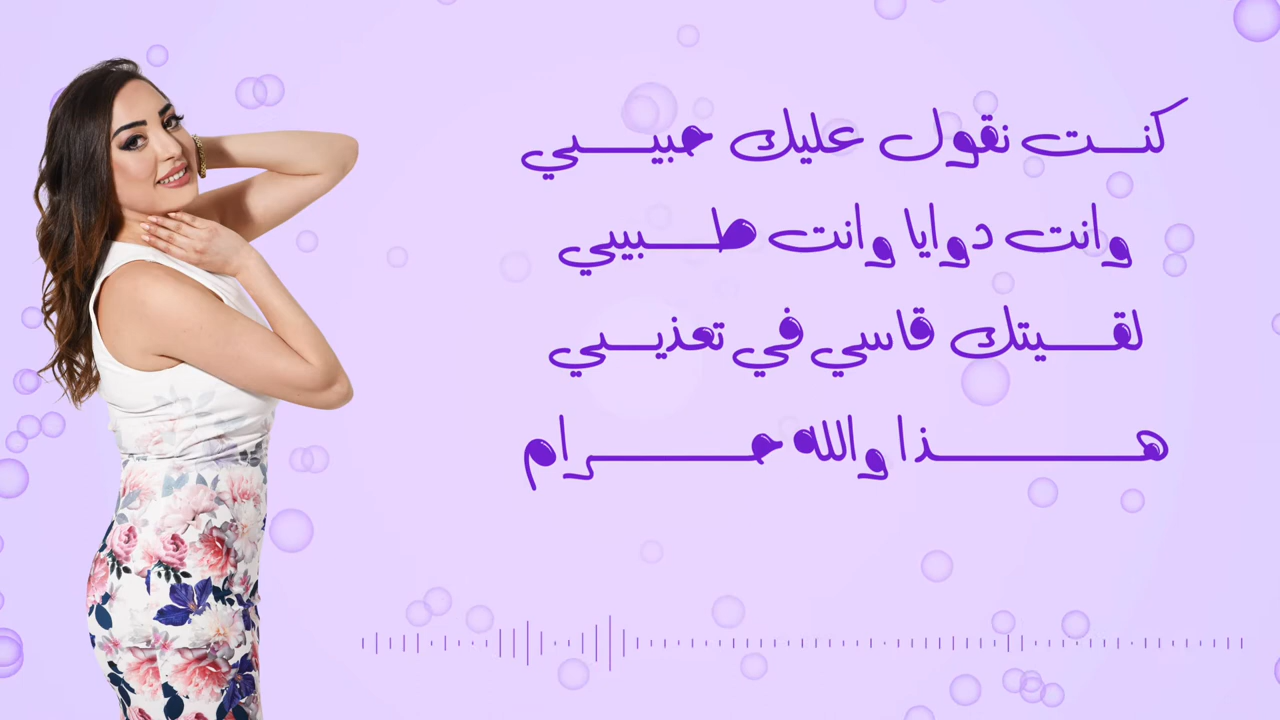 كنت نقول عليك حبيبي
وانت دوايا وانت طبيبي
لقيتك قاسي في تعذيبي
هذا والله حرام